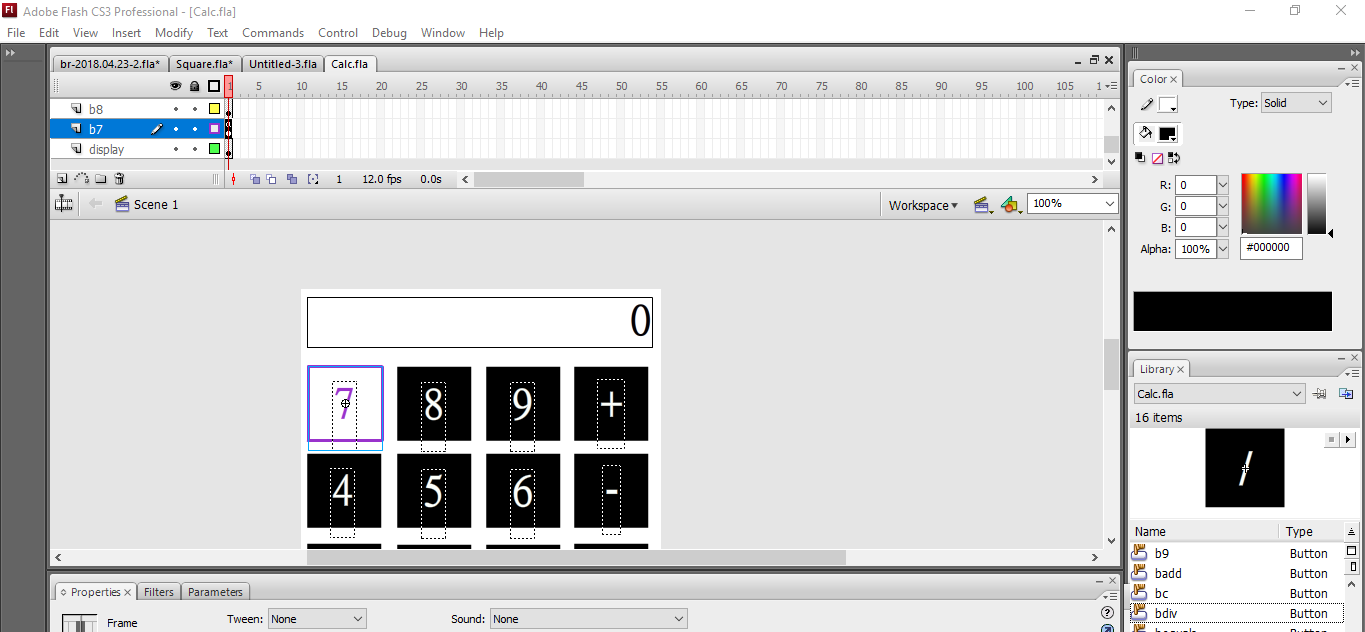 Fl Adobe Flash CS3 Professional - [Calc.fla]
File Edit View Insert Modify Text Commands Control Debug Window Help
br-2018.04.23-2.fla* Square.fla* Untitled-3.fla Calc.fla
1 5 10 15 20 25 30 35 40 45 50 55 60 65 70 75 80 85 90 95 100 105 1
b8
b7
display
1 12.0 fps 0.0s
Scene 1
Workspace
100%
0
7 8 9 +
4 5 6 -
Properties Filters Parameters
Frame
Tween: None
Sound: None
Color
Type: Solid
R: 0
G: 0
B: 0
Alpha: 100%
#000000
Library
Calc.fla
16 items
/
Name Type
b9 Button
badd Button
bc Button
bdiv Button